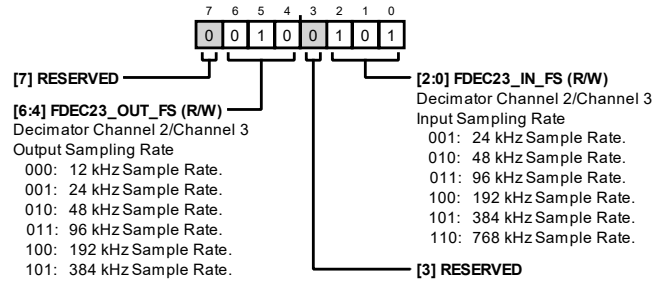 7 6 5 4 3 2 1 0
0 0 1 0 0 1 0 1
[7] RESERVED
[6:4] FDEC23_OUT_FS (R/W)
Decimator Channel 2/Channel 3
Output Sampling Rate
000: 12 kHz Sample Rate.
001: 24 kHz Sample Rate.
010: 48 kHz Sample Rate.
011: 96 kHz Sample Rate.
100: 192 kHz Sample Rate.
101: 384 kHz Sample Rate.
[2:0] FDEC23_IN_FS (R/W)
Decimator Channel 2/Channel 3
Input Sampling Rate
001: 24 kHz Sample Rate.
010: 48 kHz Sample Rate.
011: 96 kHz Sample Rate.
100: 192 kHz Sample Rate.
101: 384 kHz Sample Rate.
110: 768 kHz Sample Rate.
[3] RESERVED